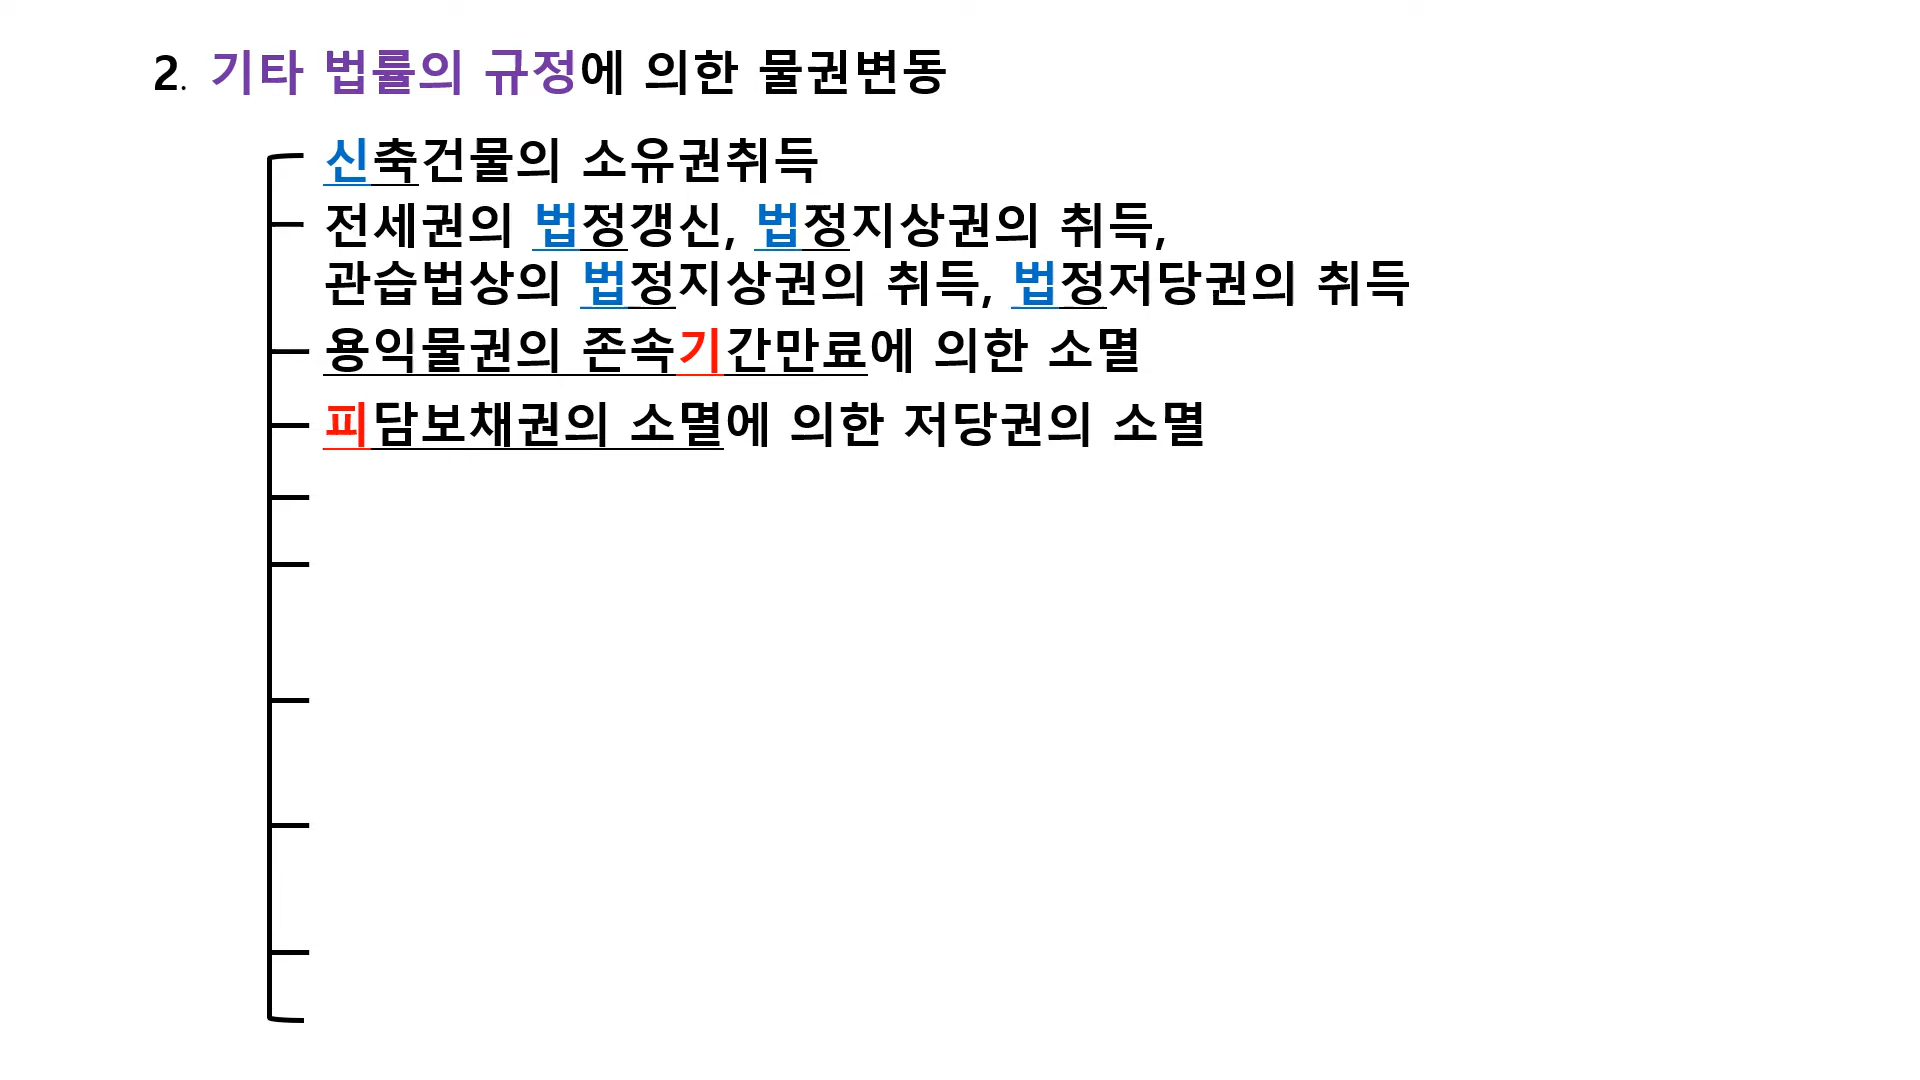 2. 기타 법률의 규정에 의한 물권변동
신축건물의 소유권취득
전세권의 법정갱신, 법정지상권의 취득,
관습법상의 법정지상권의 취득, 법정저당권의 취득
용익물권의 존속기간만료에 의한 소멸
피담보채권의 소멸에 의한 저당권의 소멸